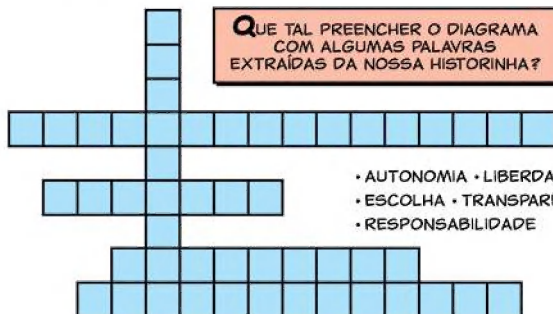 QUE TAL PREENCHER O DIAGRAMA
COM ALGUMAS PALAVRAS
EXTRAÍDAS DA NOSSA HISTORINHA?
• AUTONOMIA • LIBERDA
• ESCOLHA • TRANSPAR
• RESPONSABILIDADE